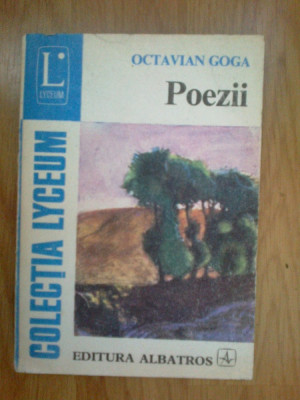 L
LYCEUM
OCTAVIAN GOGA
Poezii
COLECȚIA LYCEUM
EDITURA ALBATROS